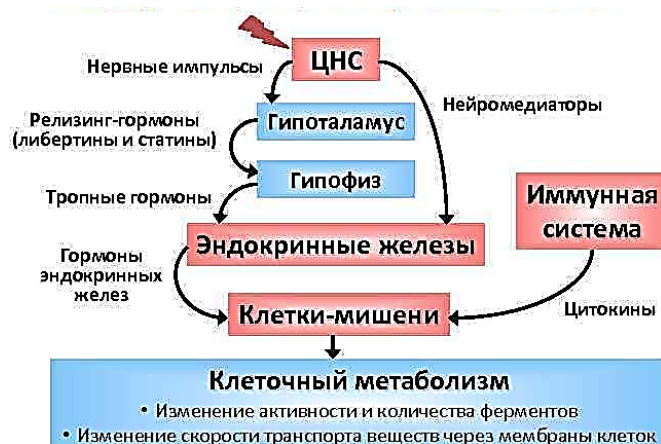 ЦНС
Нервные импульсы
Нейромедиаторы
Гипоталамус
Релизинг-гормоны
(либертины и статины)
Гипофиз
Тропные гормоны
Иммунная
система
Эндокринные железы
Гормоны
эндокринных
желез
Клетки-мишени
Цитокины
Клеточный метаболизм
• Изменение активности и количества ферментов
• Изменение скорости транспорта веществ через мембраны клеток